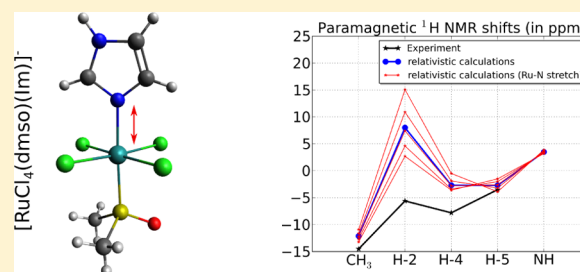 [RuCl₄(dmso)(Im)]⁻
Paramagnetic ¹H NMR shifts (in ppm
Experiment
relativistic calculations
relativistic calculations (Ru-N stretch
25
20
15
10
5
0
−5
−10
−15
CH₃ H-2 H-4 H-5 NH